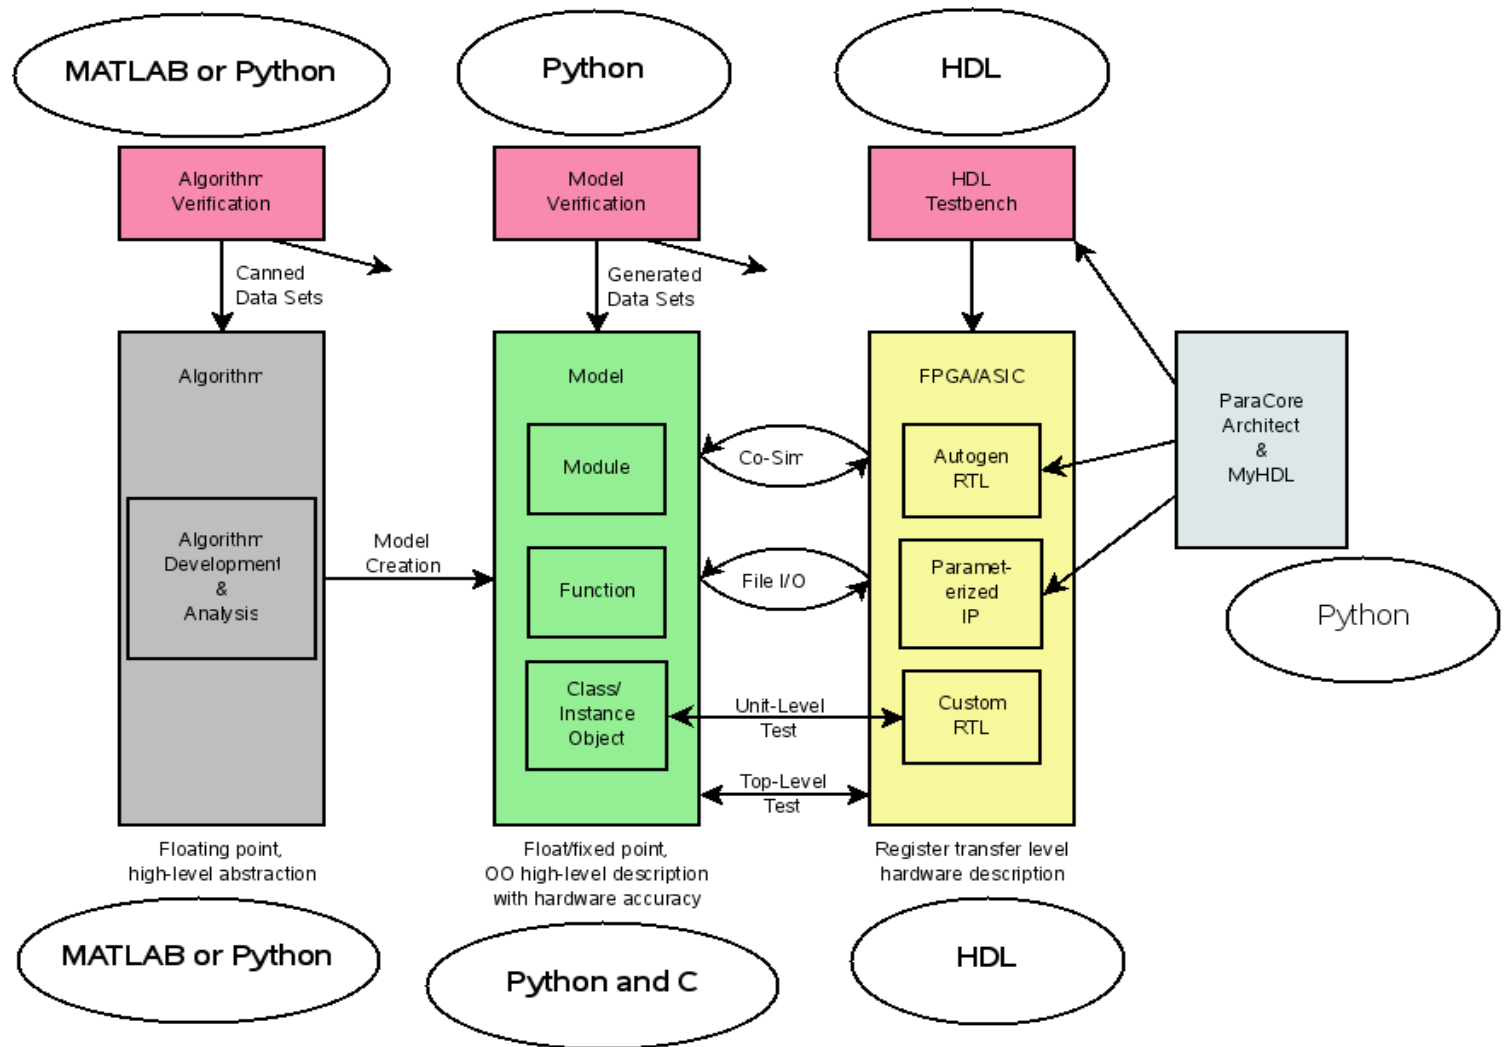 MATLAB or Python
Python
HDL
Algorithm
Verification
Model
Verification
HDL
Testbench
Canned
Data Sets
Generated
Data Sets
Algorithm
Model
FPGA/ASIC
ParaCore
Architect
&
MyHDL
Module
Co-Sim
Autogen
RTL
Algorithm
Development
&
Analysis
Model
Creation
Function
File I/O
Paramet-
erized
IP
Python
Class/
Instance
Object
Unit-Level
Test
Custom
RTL
Top-Level
Test
Floating point,
high-level abstraction
Float/fixed point,
OO high-level description
with hardware accuracy
Register transfer level
hardware description
MATLAB or Python
Python and C
HDL